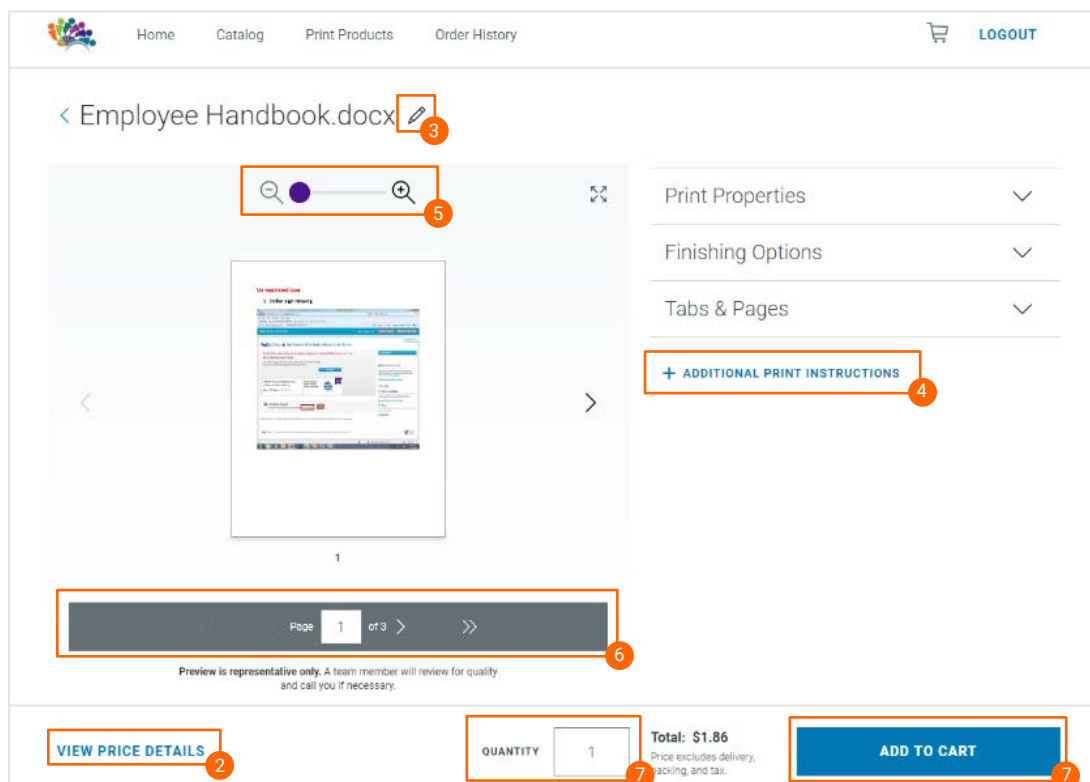 Home Catalog Print Products Order History LOGOUT
Employee Handbook.docx
3
5
Print Properties
Finishing Options
Tabs & Pages
+ ADDITIONAL PRINT INSTRUCTIONS
4
1
Page 1 of 3
6
Preview is representative only. A team member will review for quality
and call you if necessary.
VIEW PRICE DETAILS
2
QUANTITY 1
7
Total: $1.86
Price excludes delivery,
packing, and tax.
ADD TO CART
7